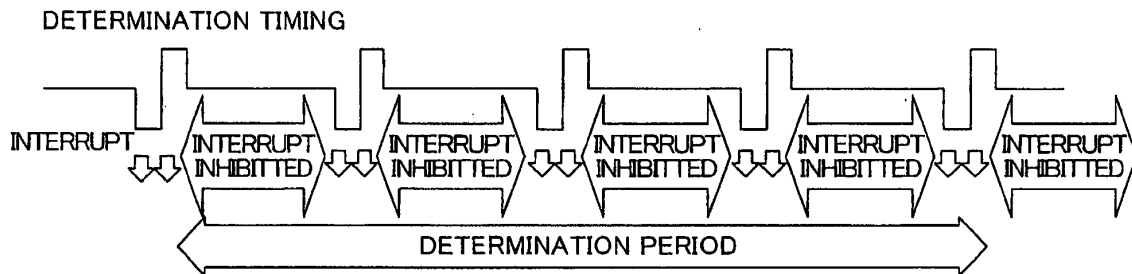 DETERMINATION TIMING
INTERRUPT
INTERRUPT
INHIBITTED
INTERRUPT
INHIBITTED
INTERRUPT
INHIBITTED
INTERRUPT
INHIBITTED
INTERRUPT
INHIBITTED
DETERMINATION PERIOD